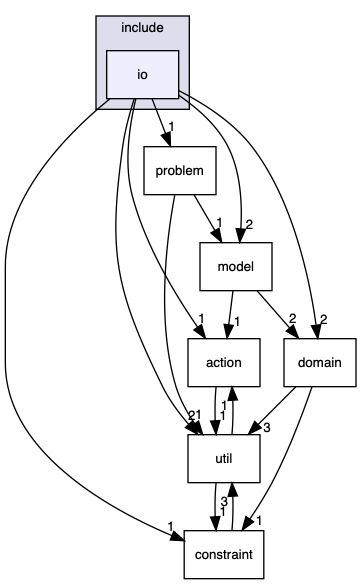 include
io
1
problem
1
2
model
1
1
2
2
action
domain
21
1
1
3
util
1
3
1
1
constraint